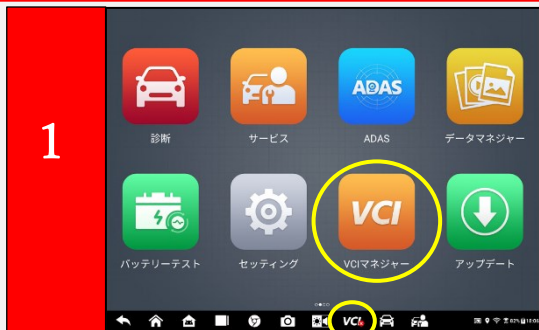 1
ADAS
診断
サービス
ADAS
データマネジャー
VCI
バッテリーテスト
セッティング
VCIマネジャー
アップデート
VCI